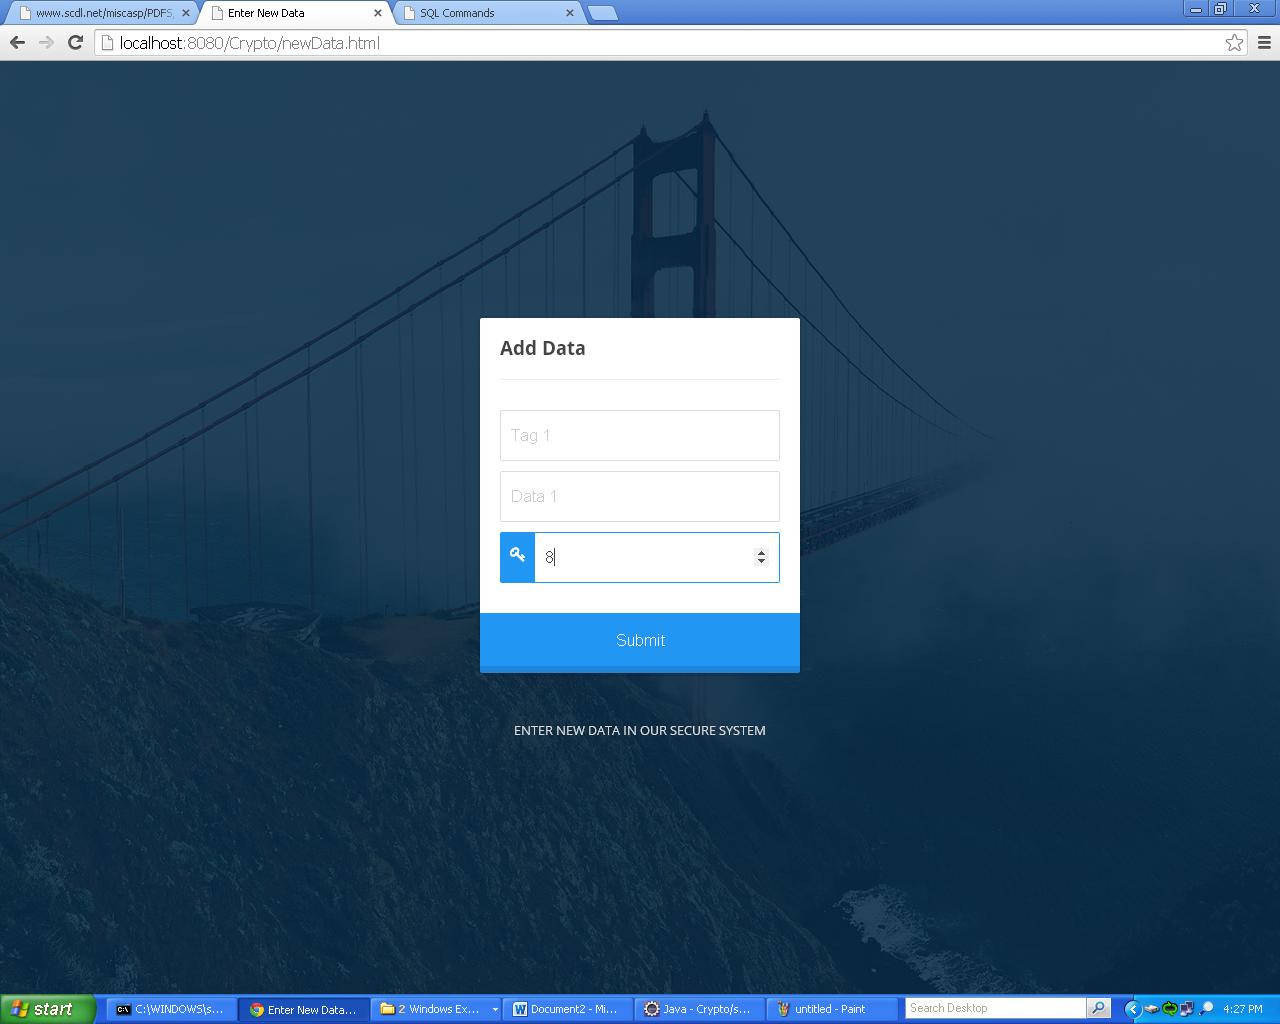 www.scdl.net/miscasp/PDFS,
Enter New Data
SQL Commands
localhost:8080/Crypto/newData.html
Add Data
Tag 1
Data 1
8
Submit
ENTER NEW DATA IN OUR SECURE SYSTEM
start
C:\WINDOWS\s...
Enter New Data...
2 Windows Ex...
Document2 - Mi...
Java - Crypto/s...
untitled - Paint
Search Desktop
4:27 PM